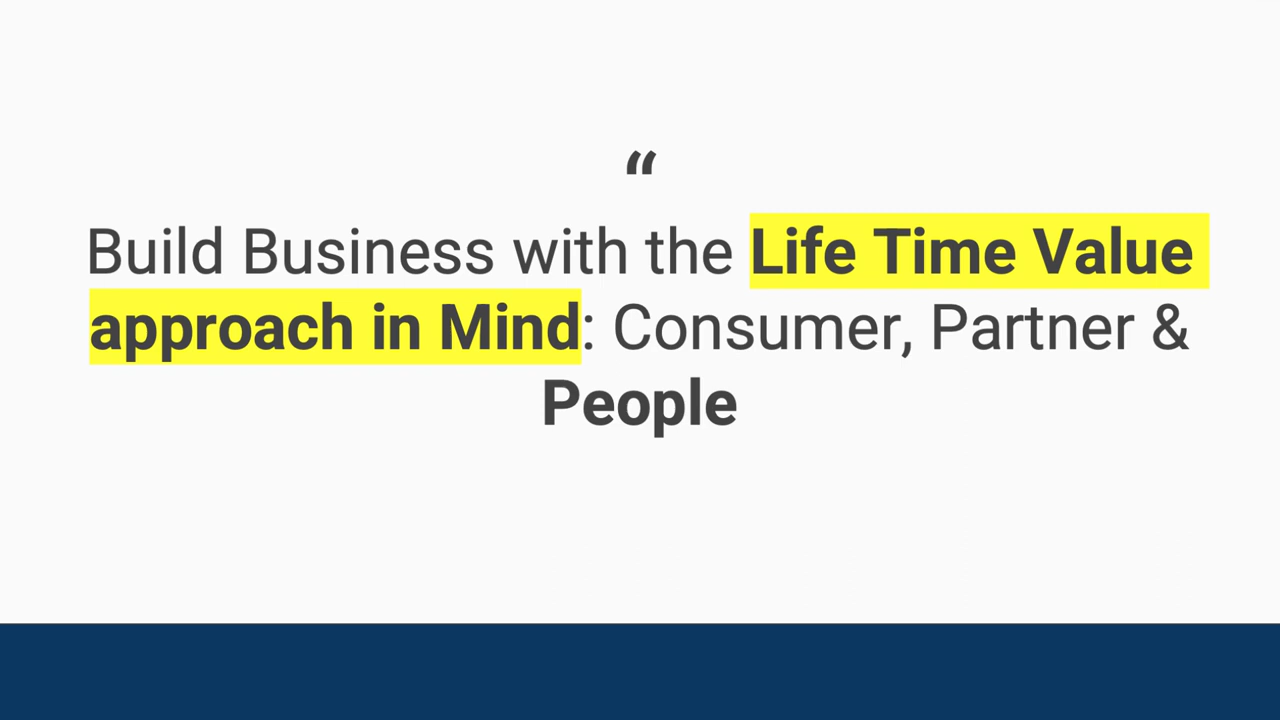 “
Build Business with the Life Time Value
approach in Mind: Consumer, Partner &
People